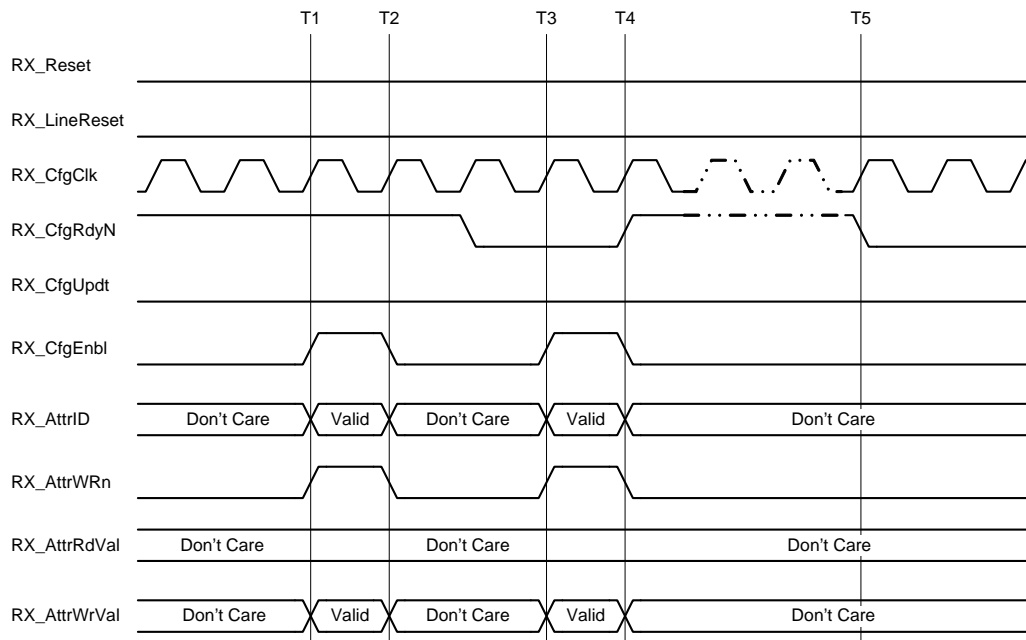 T1 T2 T3 T4 T5
RX_Reset
RX_LineReset
RX_CfgClk
RX_CfgRdyN
RX_CfgUpdt
RX_CfgEnbl
RX_AttrID Don't Care Valid Don't Care Valid Don't Care
RX_AttrWRn
RX_AttrRdVal Don't Care Don't Care Don't Care
RX_AttrWrVal Don't Care Valid Don't Care Valid Don't Care